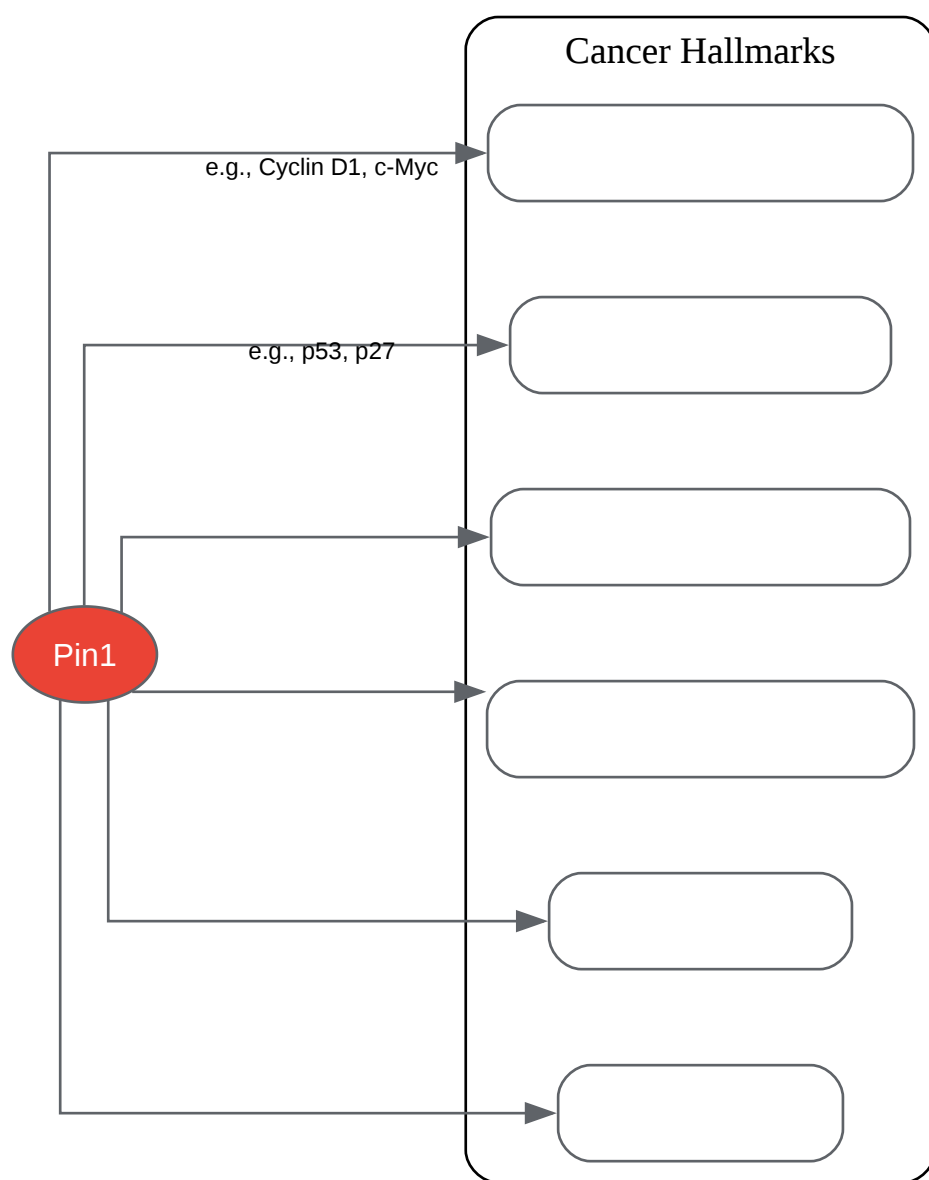 Cancer Hallmarks
e.g., Cyclin D1, c-Myc
e.g., p53, p27
Pin1